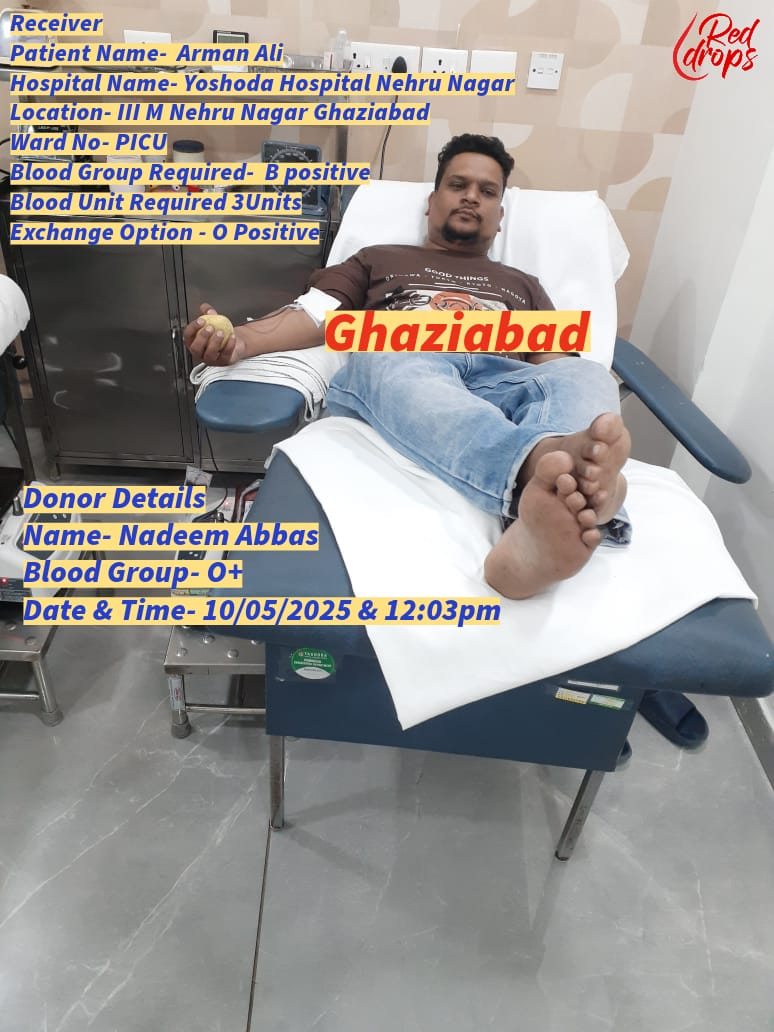 Receiver
Patient Name- Arman Ali
Hospital Name- Yoshoda Hospital Nehru Nagar
Location- III M Nehru Nagar Ghaziabad
Ward No- PICU
Blood Group Required- B positive
Blood Unit Required 3Units
Exchange Option - O Positive
Red
drops
GOOD THINGS
Ghaziabad
Donor Details
Name- Nadeem Abbas
Blood Group- O+
Date & Time- 10/05/2025 & 12:03pm